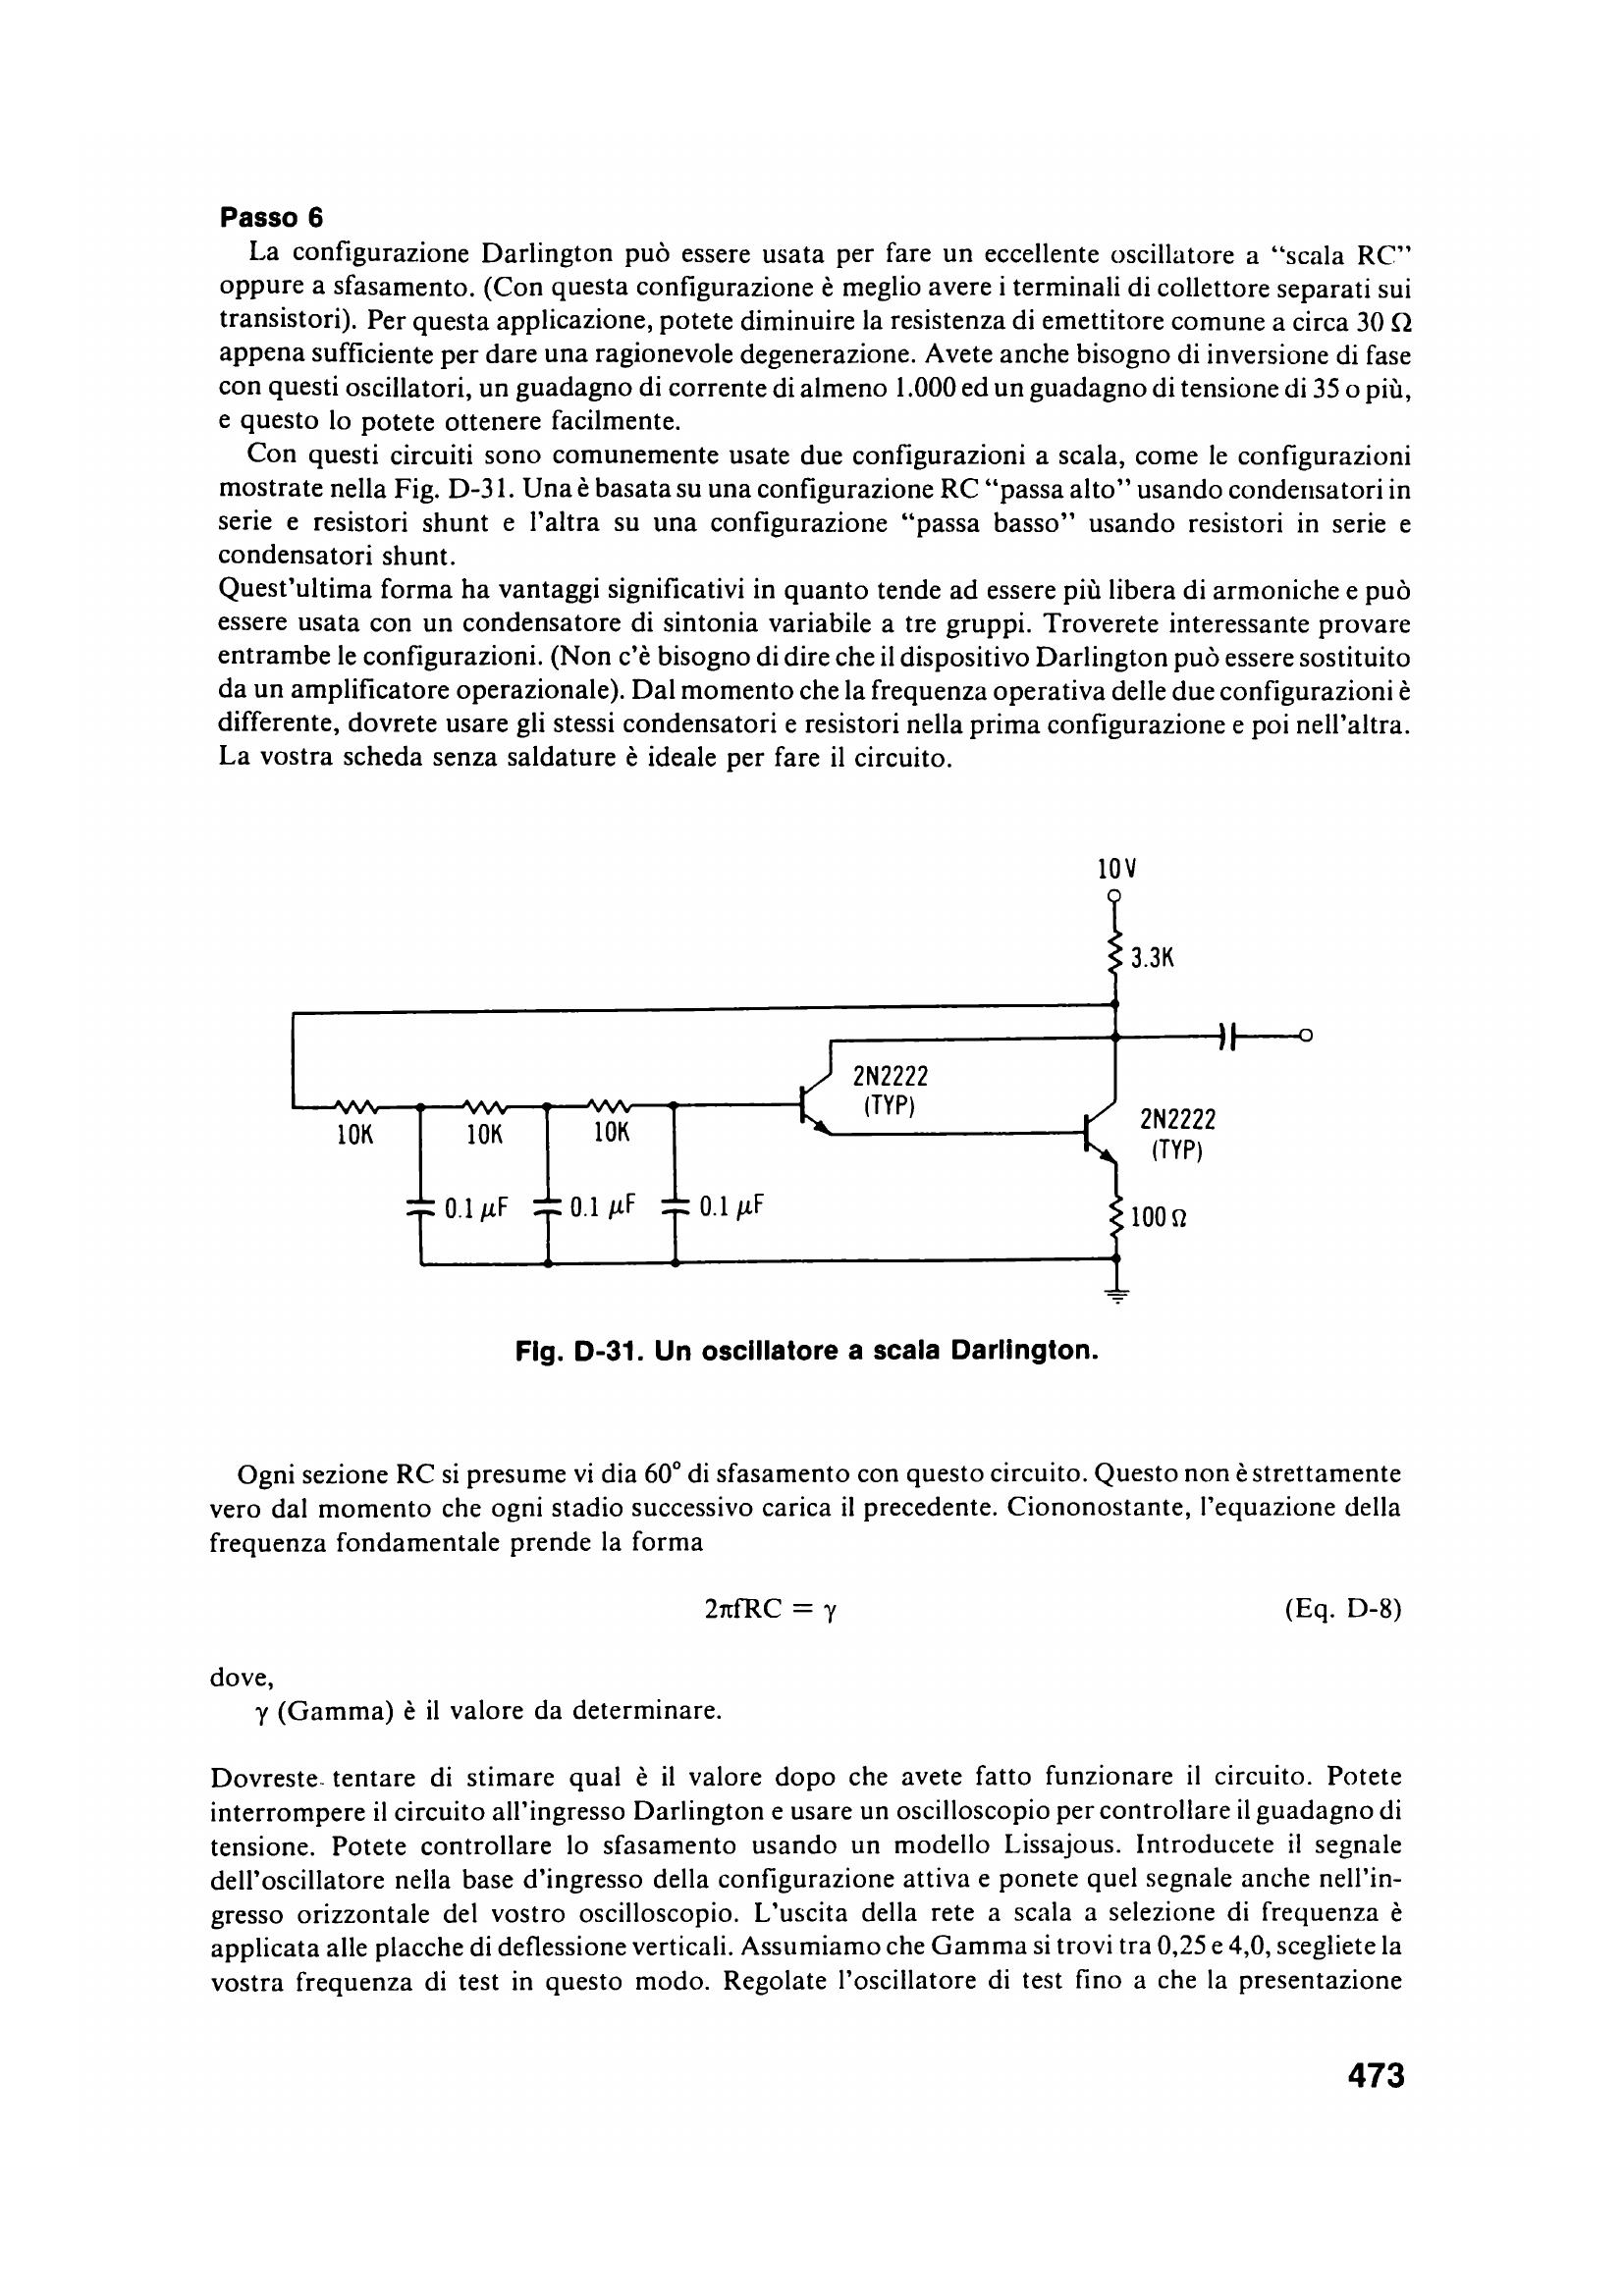 Passo 6
La configurazione Darlington può essere usata per fare un eccellente oscillatore a “scala RC”
oppure a sfasamento. (Con questa configurazione è meglio avere i terminali di collettore separati sui
transistori). Per questa applicazione, potete diminuire la resistenza di emettitore comune a circa 30 Ω
appena sufficiente per dare una ragionevole degenerazione. Avete anche bisogno di inversione di fase
con questi oscillatori, un guadagno di corrente di almeno 1.000 ed un guadagno di tensione di 35 o più,
e questo lo potete ottenere facilmente.
Con questi circuiti sono comunemente usate due configurazioni a scala, come le configurazioni
mostrate nella Fig. D-31. Una è basata su una configurazione RC “passa alto” usando condensatori in
serie e resistori shunt e l’altra su una configurazione “passa basso” usando resistori in serie e
condensatori shunt.
Quest’ultima forma ha vantaggi significativi in quanto tende ad essere più libera di armoniche e può
essere usata con un condensatore di sintonia variabile a tre gruppi. Troverete interessante provare
entrambe le configurazioni. (Non c’è bisogno di dire che il dispositivo Darlington può essere sostituito
da un amplificatore operazionale). Dal momento che la frequenza operativa delle due configurazioni è
differente, dovrete usare gli stessi condensatori e resistori nella prima configurazione e poi nell’altra.
La vostra scheda senza saldature è ideale per fare il circuito.
10V
3.3K
2N2222
(TYP)
2N2222
(TYP)
10K
10K
10K
0.1 µF
0.1 µF
0.1 µF
100 Ω
Fig. D-31. Un oscillatore a scala Darlington.
Ogni sezione RC si presume vi dia 60° di sfasamento con questo circuito. Questo non è strettamente
vero dal momento che ogni stadio successivo carica il precedente. Ciononostante, l’equazione della
frequenza fondamentale prende la forma
2πfRC = γ (Eq. D-8)
dove,
γ (Gamma) è il valore da determinare.
Dovreste tentare di stimare qual è il valore dopo che avete fatto funzionare il circuito. Potete
interrompere il circuito all’ingresso Darlington e usare un oscilloscopio per controllare il guadagno di
tensione. Potete controllare lo sfasamento usando un modello Lissajous. Introducete il segnale
dell’oscillatore nella base d’ingresso della configurazione attiva e ponete quel segnale anche nell’in-
gresso orizzontale del vostro oscilloscopio. L’uscita della rete a scala a selezione di frequenza è
applicata alle placche di deflessione verticali. Assumiamo che Gamma si trovi tra 0,25 e 4,0, scegliete la
vostra frequenza di test in questo modo. Regolate l’oscillatore di test fino a che la presentazione
473